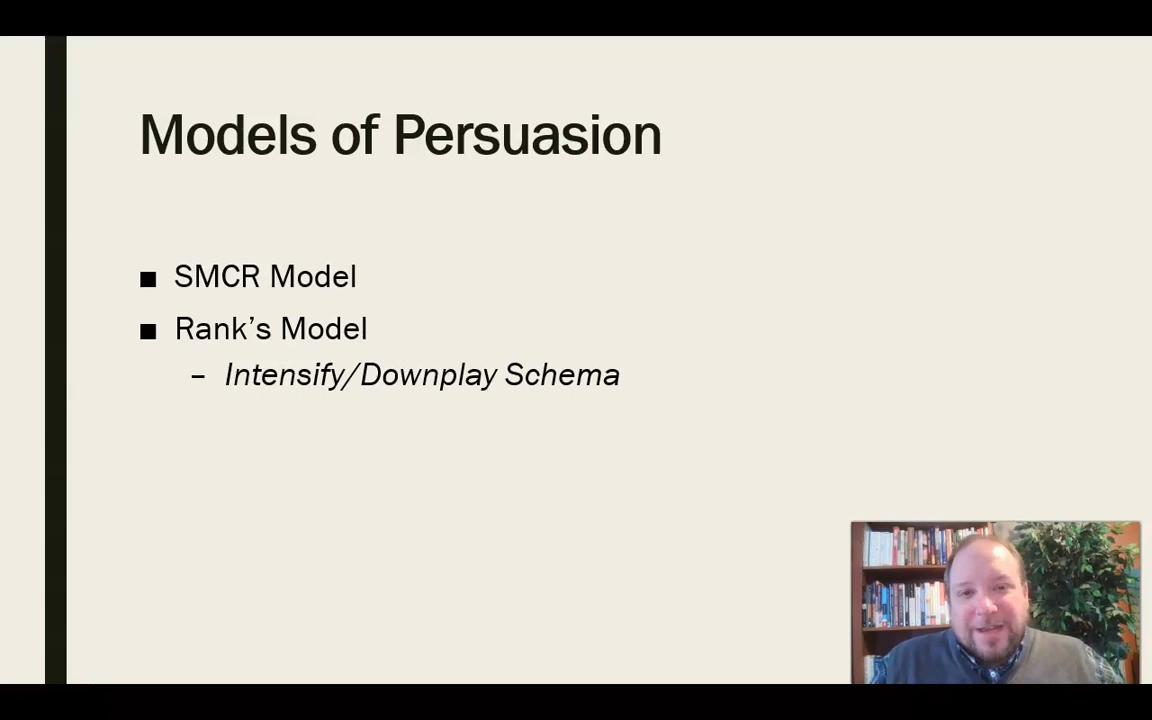 Models of Persuasion
■ SMCR Model
■ Rank’s Model
– Intensify/Downplay Schema